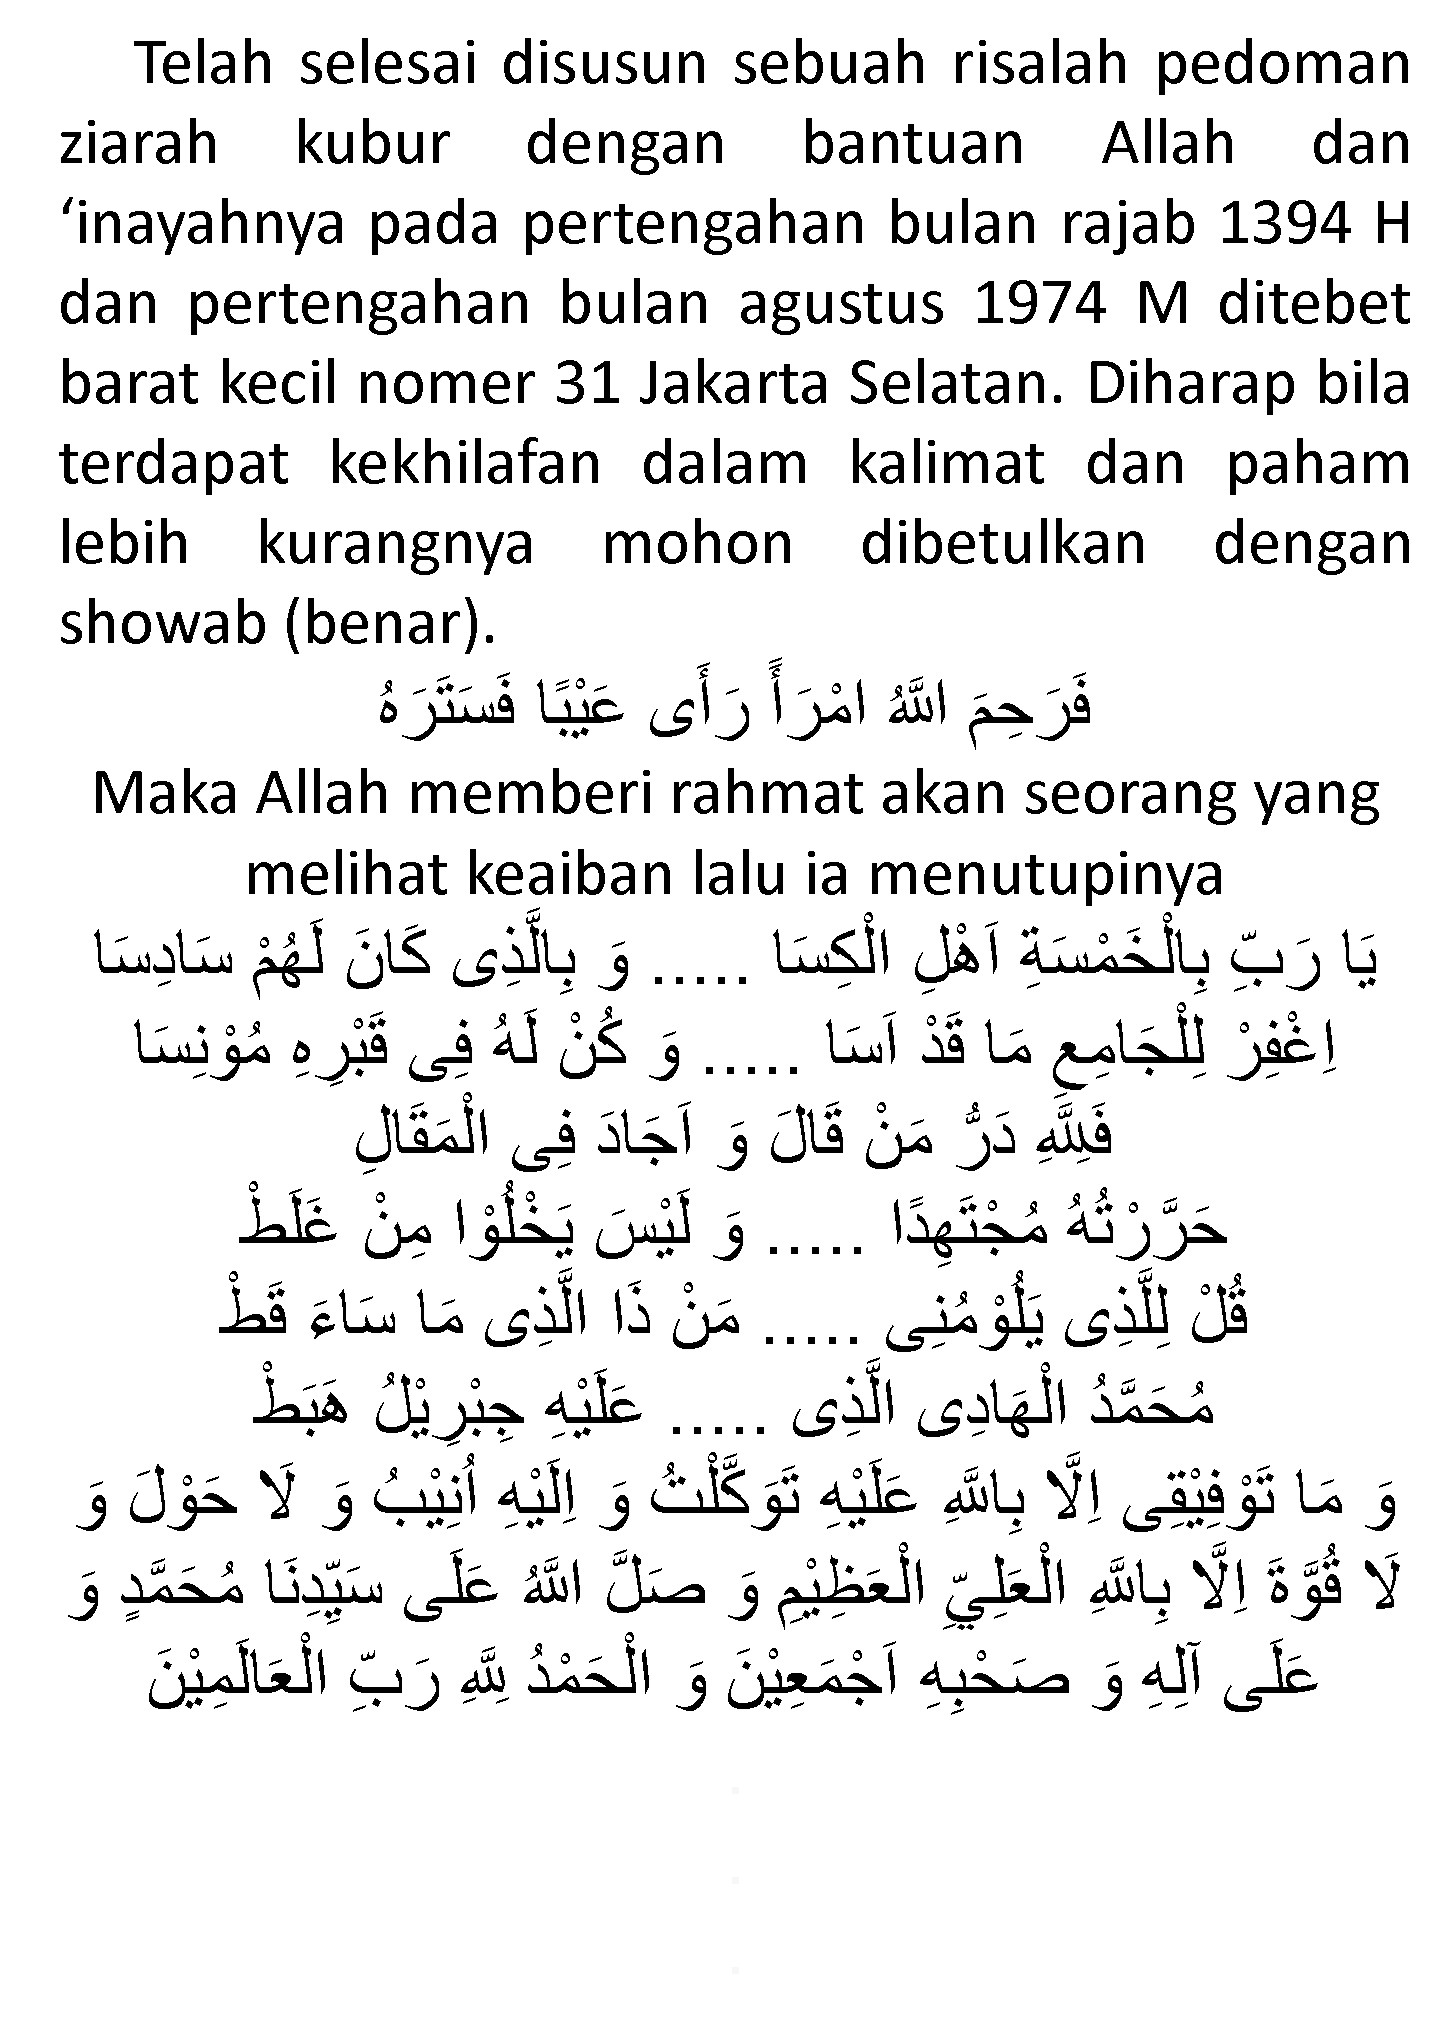 Telah selesai disusun sebuah risalah pedoman
ziarah kubur dengan bantuan Allah dan
‘inayahnya pada pertengahan bulan rajab 1394 H
dan pertengahan bulan agustus 1974 M ditebet
barat kecil nomer 31 Jakarta Selatan. Diharap bila
terdapat kekhilafan dalam kalimat dan paham
lebih kurangnya mohon dibetulkan dengan
showab (benar).
فَرَحِمَ اللَّهُ امْرَأً رَأَى عَيْبًا فَسَتَرَهُ
Maka Allah memberi rahmat akan seorang yang
melihat keaiban lalu ia menutupinya
يَا رَبِّ بِالْخَمْسَةِ اَهْلِ الْكِسَا ..... وَ بِالَّذِى كَانَ لَهُمْ سَادِسَا
اِغْفِرْ لِلْجَامِعِ مَا قَدْ اَسَا ..... وَ كُنْ لَهُ فِى قَبْرِهِ مُوْنِسَا
فَلِلَّهِ دَرُّ مَنْ قَالَ وَ اَجَادَ فِى الْمَقَالِ
حَرَّرْتُهُ مُجْتَهِدًا ..... وَ لَيْسَ يَخْلُوْا مِنْ غَلَطْ
قُلْ لِلَّذِى يَلُوْمُنِى ..... مَنْ ذَا الَّذِى مَا سَاءَ قَطْ
مُحَمَّدُ الْهَادِى الَّذِى ..... عَلَيْهِ جِبْرِيْلُ هَبَطْ
وَ مَا تَوْفِيْقِى اِلَّا بِاللَّهِ عَلَيْهِ تَوَكَّلْتُ وَ اِلَيْهِ اُنِيْبُ وَ لَا حَوْلَ وَ
لَا قُوَّةَ اِلَّا بِاللَّهِ الْعَلِيِّ الْعَظِيْمِ وَ صَلَّ اللَّهُ عَلَى سَيِّدِنَا مُحَمَّدٍ وَ
عَلَى آلِهِ وَ صَحْبِهِ اَجْمَعِيْنَ وَ الْحَمْدُ لِلَّهِ رَبِّ الْعَالَمِيْنَ